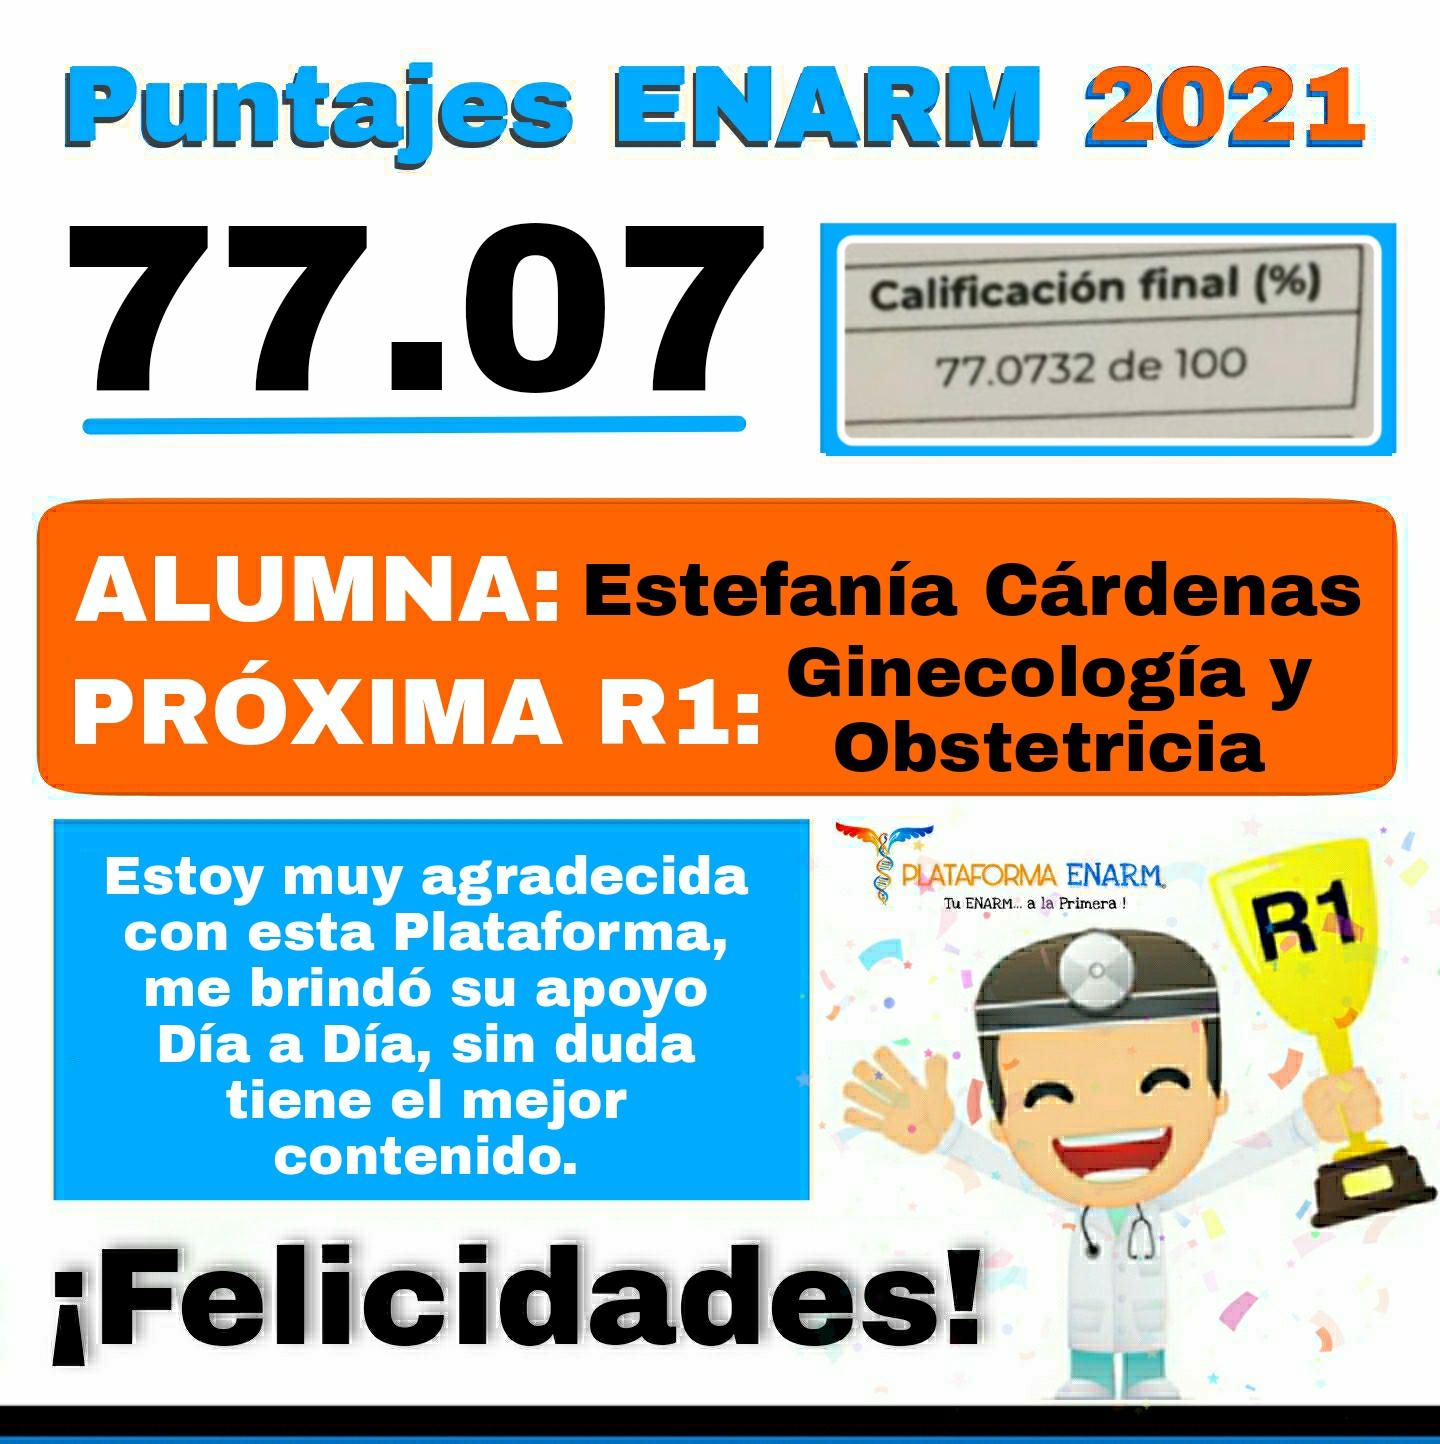 Puntajes ENARM 2021
77.07
Calificación final (%)
77.0732 de 100
ALUMNA: Estefanía Cárdenas
PRÓXIMA R1: Ginecología y
Obstetricia
Estoy muy agradecida
con esta Plataforma,
me brindó su apoyo
Día a Día, sin duda
tiene el mejor
contenido.
PLATAFORMA ENARM
Tu ENARM... a la Primera !
R1
¡Felicidades!